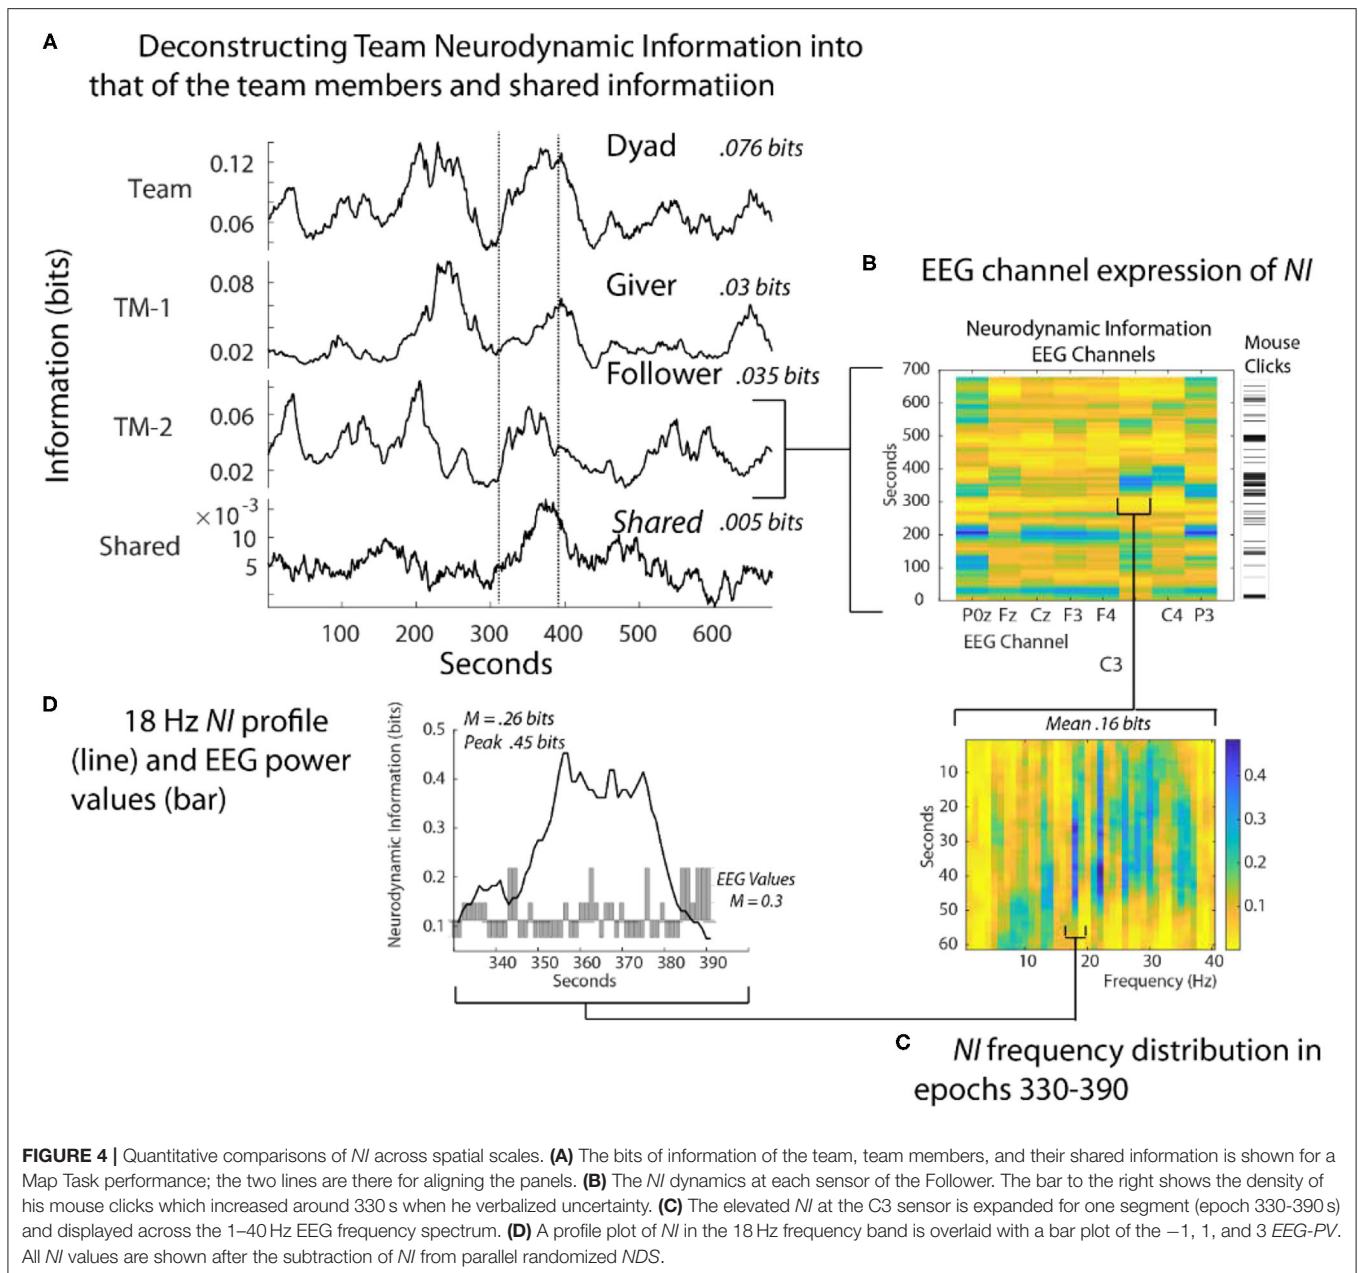 A
Deconstructing Team Neurodynamic Information into
that of the team members and shared informatiion
Information (bits)
Team
0.12
0.06
Dyad .076 bits
TM-1
0.08
0.02
Giver .03 bits
TM-2
0.06
0.02
Follower .035 bits
Shared
×10-3
10
5
Shared .005 bits
100 200 300 400 500 600
Seconds
B
EEG channel expression of NI
Neurodynamic Information
EEG Channels
Mouse
Clicks
Seconds
700
600
500
400
300
200
100
0
P0z Fz Cz F3 F4 C4 P3
EEG Channel
C3
D
18 Hz NI profile
(line) and EEG power
values (bar)
Neurodynamic Information (bits)
M = .26 bits
Peak .45 bits
0.5
0.4
0.3
0.2
0.1
EEG Values
M = 0.3
340 350 360 370 380 390
Seconds
Mean .16 bits
Seconds
10
20
30
40
50
60
10 20 30 40
Frequency (Hz)
0.4
0.3
0.2
0.1
C
NI frequency distribution in
epochs 330-390
FIGURE 4 | Quantitative comparisons of NI across spatial scales. (A) The bits of information of the team, team members, and their shared information is shown for a
Map Task performance; the two lines are there for aligning the panels. (B) The NI dynamics at each sensor of the Follower. The bar to the right shows the density of
his mouse clicks which increased around 330 s when he verbalized uncertainty. (C) The elevated NI at the C3 sensor is expanded for one segment (epoch 330-390 s)
and displayed across the 1–40 Hz EEG frequency spectrum. (D) A profile plot of NI in the 18 Hz frequency band is overlaid with a bar plot of the −1, 1, and 3 EEG-PV.
All NI values are shown after the subtraction of NI from parallel randomized NDS.